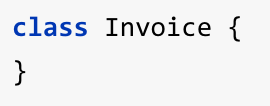 class Invoice {
}